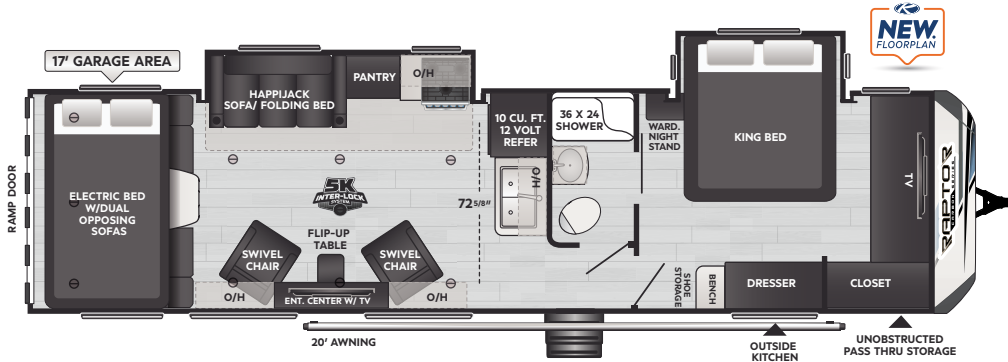 NEW.
FLOORPLAN
17' GARAGE AREA
RAMP DOOR
ELECTRIC BED
W/DUAL
OPPOSING
SOFAS
HAPPIJACK
SOFA/ FOLDING BED
PANTRY
O/H
10 CU. FT.
12 VOLT
REFER
36 X 24
SHOWER
WARD.
NIGHT
STAND
KING BED
TV
RAPTOR
5K
INTER-LOCK
SYSTEM
72 5/8"
O/H
FLIP-UP
TABLE
SWIVEL
CHAIR
SWIVEL
CHAIR
O/H
ENT. CENTER W/ TV
O/H
SHOE
STORAGE
BENCH
DRESSER
CLOSET
20' AWNING
OUTSIDE
KITCHEN
UNOBSTRUCTED
PASS THRU STORAGE